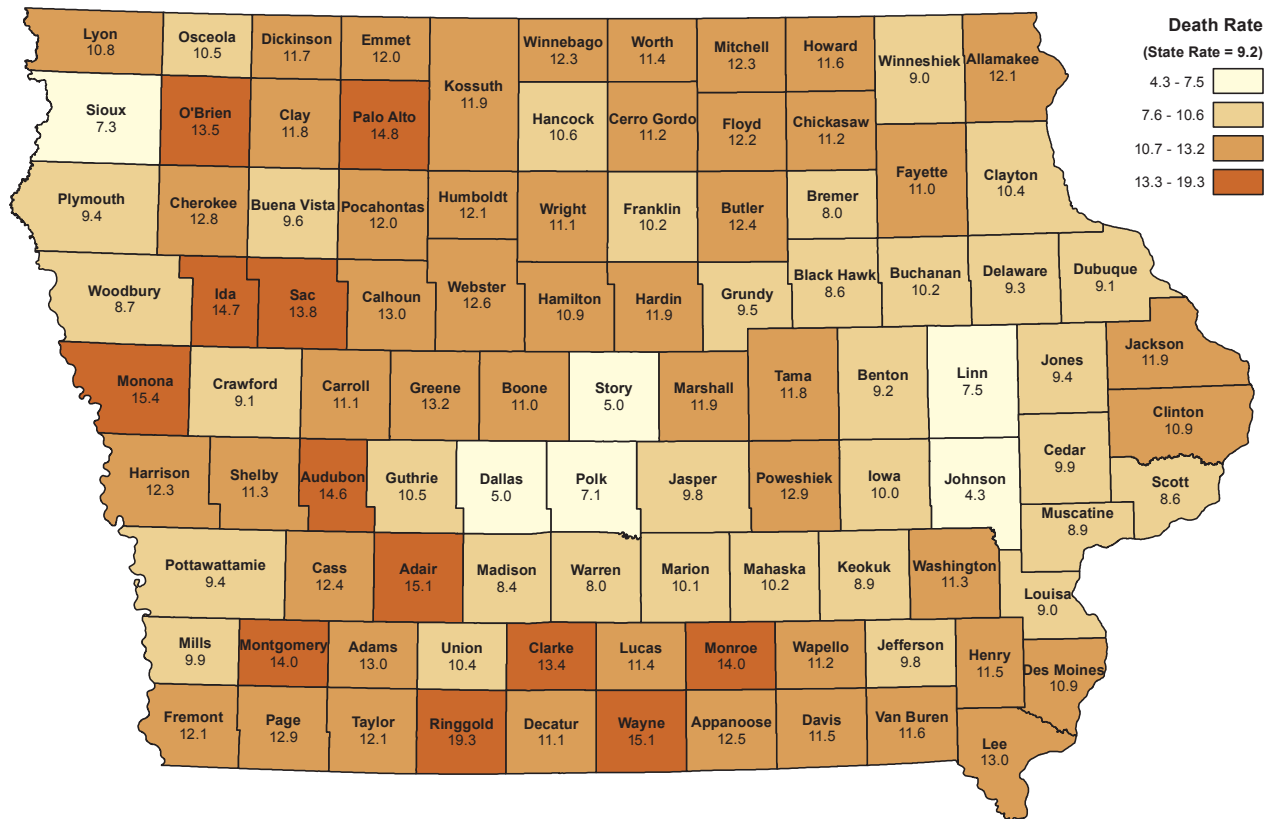 Death Rate
(State Rate = 9.2)
4.3 - 7.5
7.6 - 10.6
10.7 - 13.2
13.3 - 19.3
Lyon
10.8
Osceola
10.5
Dickinson
11.7
Emmet
12.0
Kossuth
11.9
Winnebago
12.3
Worth
11.4
Mitchell
12.3
Howard
11.6
Winneshiek
9.0
Allamakee
12.1
Sioux
7.3
O'Brien
13.5
Clay
11.8
Palo Alto
14.8
Hancock
10.6
Cerro Gordo
11.2
Floyd
12.2
Chickasaw
11.2
Fayette
11.0
Clayton
10.4
Plymouth
9.4
Cherokee
12.8
Buena Vista
9.6
Pocahontas
12.0
Humboldt
12.1
Wright
11.1
Franklin
10.2
Butler
12.4
Bremer
8.0
Woodbury
8.7
Ida
14.7
Sac
13.8
Calhoun
13.0
Webster
12.6
Hamilton
10.9
Hardin
11.9
Grundy
9.5
Black Hawk
8.6
Buchanan
10.2
Delaware
9.3
Dubuque
9.1
Monona
15.4
Crawford
9.1
Carroll
11.1
Greene
13.2
Boone
11.0
Story
5.0
Marshall
11.9
Tama
11.8
Benton
9.2
Linn
7.5
Jones
9.4
Jackson
11.9
Clinton
10.9
Harrison
12.3
Shelby
11.3
Audubon
14.6
Guthrie
10.5
Dallas
5.0
Polk
7.1
Jasper
9.8
Poweshiek
12.9
Iowa
10.0
Johnson
4.3
Cedar
9.9
Scott
8.6
Muscatine
8.9
Pottawattamie
9.4
Cass
12.4
Adair
15.1
Madison
8.4
Warren
8.0
Marion
10.1
Mahaska
10.2
Keokuk
8.9
Washington
11.3
Louisa
9.0
Mills
9.9
Montgomery
14.0
Adams
13.0
Union
10.4
Clarke
13.4
Lucas
11.4
Monroe
14.0
Wapello
11.2
Jefferson
9.8
Henry
11.5
Des Moines
10.9
Fremont
12.1
Page
12.9
Taylor
12.1
Ringgold
19.3
Decatur
11.1
Wayne
15.1
Appanoose
12.5
Davis
11.5
Van Buren
11.6
Lee
13.0